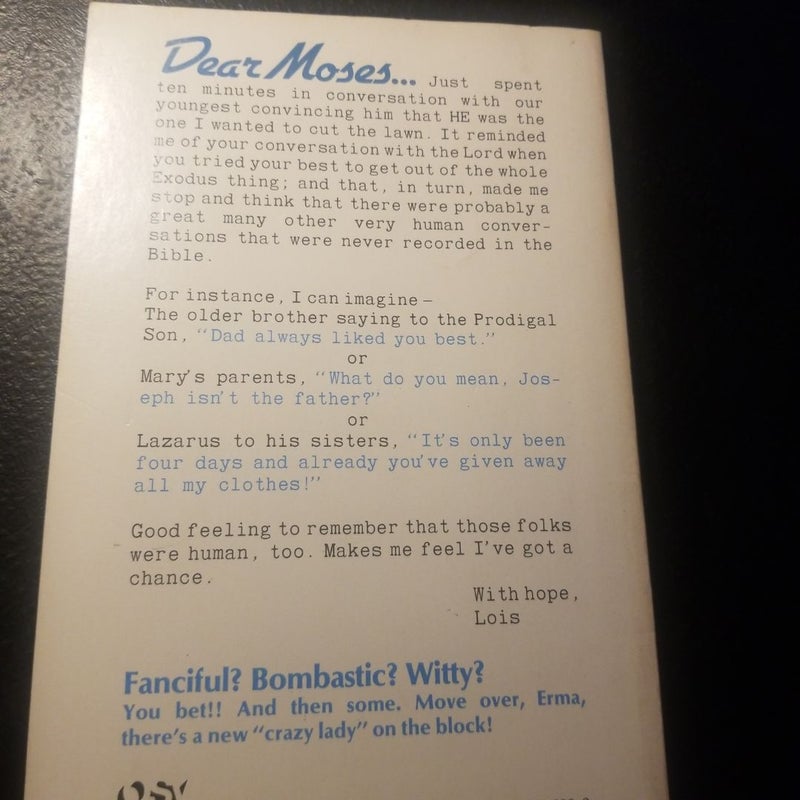 Dear Moses... Just spent
ten minutes in conversation with our
youngest convincing him that HE was the
one I wanted to cut the lawn. It reminded
me of your conversation with the Lord when
you tried your best to get out of the whole
Exodus thing; and that, in turn, made me
stop and think that there were probably a
great many other very human conver-
sations that were never recorded in the
Bible.
For instance, I can imagine –
The older brother saying to the Prodigal
Son, "Dad always liked you best."
or
Mary's parents, "What do you mean, Jos-
eph isn't the father?"
or
Lazarus to his sisters, "It's only been
four days and already you've given away
all my clothes!"
Good feeling to remember that those folks
were human, too. Makes me feel I've got a
chance.
With hope,
Lois
Fanciful? Bombastic? Witty?
You bet!! And then some. Move over, Erma,
there's a new "crazy lady" on the block!